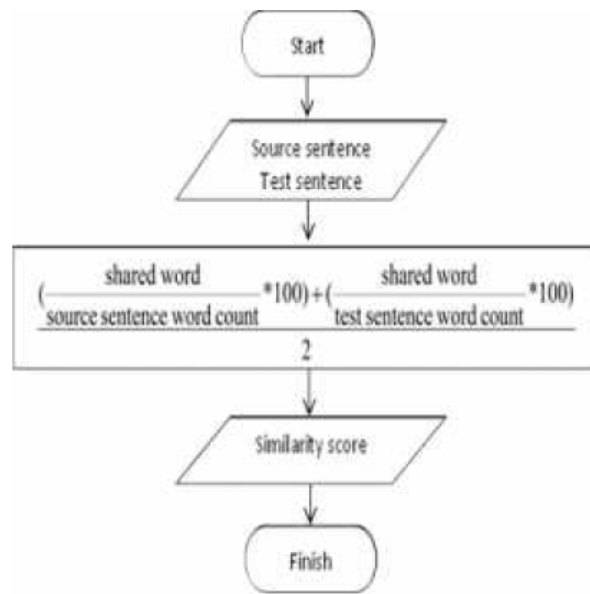 Start
Source sentence
Test sentence
shared word shared word
(———*100)+(———*100)
source sentence word count test sentence word count
2
Similarity score
Finish